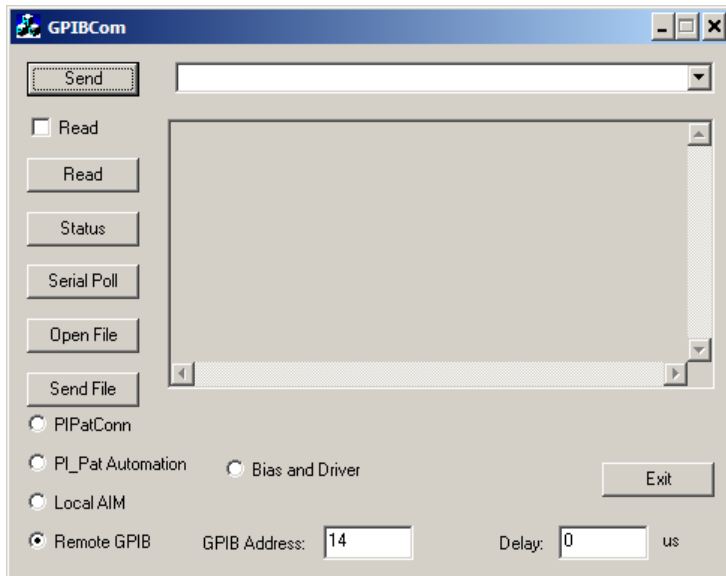 GPIBCom
Send
Read
Read
Status
Serial Poll
Open File
Send File
PIPatConn
PI_Pat Automation
Bias and Driver
Exit
Local AIM
Remote GPIB GPIB Address: 14 Delay: 0 us